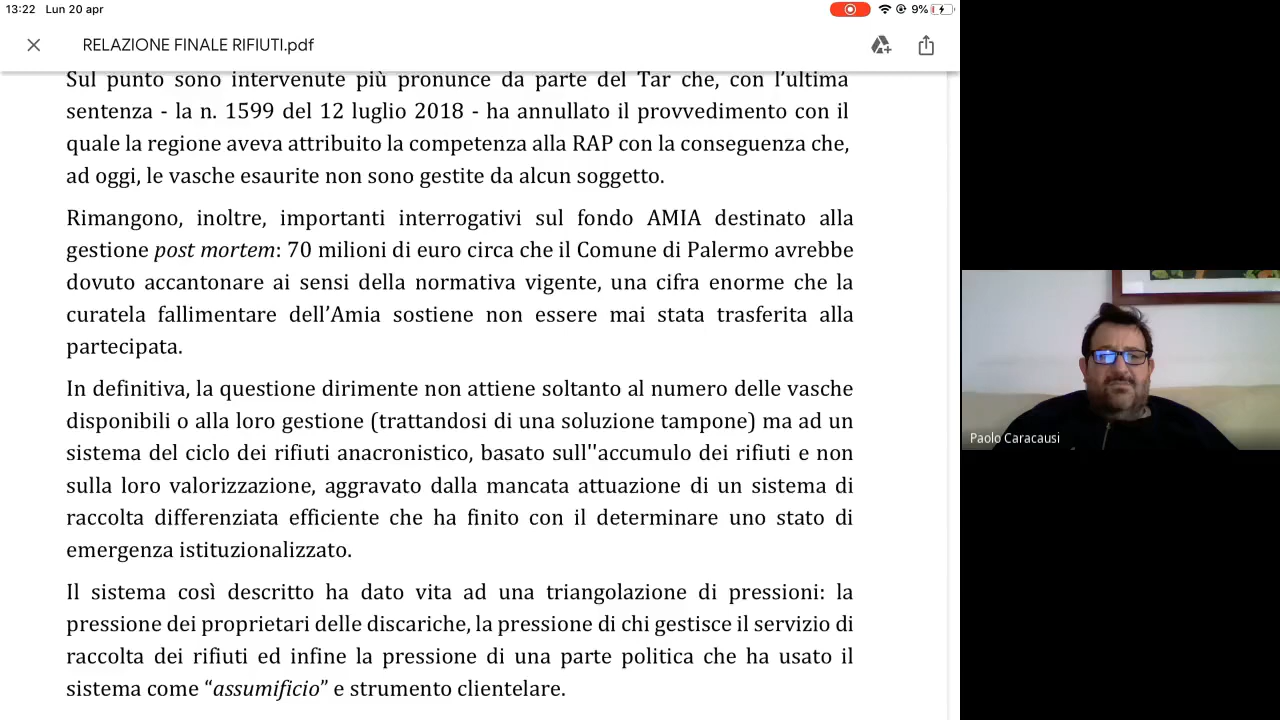 13:22 Lun 20 apr
9%
RELAZIONE FINALE RIFIUTI.pdf
Sul punto sono intervenute più pronunce da parte del Tar che, con l’ultima
sentenza - la n. 1599 del 12 luglio 2018 - ha annullato il provvedimento con il
quale la regione aveva attribuito la competenza alla RAP con la conseguenza che,
ad oggi, le vasche esaurite non sono gestite da alcun soggetto.
Rimangono, inoltre, importanti interrogativi sul fondo AMIA destinato alla
gestione post mortem: 70 milioni di euro circa che il Comune di Palermo avrebbe
dovuto accantonare ai sensi della normativa vigente, una cifra enorme che la
curatela fallimentare dell’Amia sostiene non essere mai stata trasferita alla
partecipata.
In definitiva, la questione dirimente non attiene soltanto al numero delle vasche
disponibili o alla loro gestione (trattandosi di una soluzione tampone) ma ad un
sistema del ciclo dei rifiuti anacronistico, basato sull''accumulo dei rifiuti e non
sulla loro valorizzazione, aggravato dalla mancata attuazione di un sistema di
raccolta differenziata efficiente che ha finito con il determinare uno stato di
emergenza istituzionalizzato.
Il sistema così descritto ha dato vita ad una triangolazione di pressioni: la
pressione dei proprietari delle discariche, la pressione di chi gestisce il servizio di
raccolta dei rifiuti ed infine la pressione di una parte politica che ha usato il
sistema come “assumificio” e strumento clientelare.
Paolo Caracausi